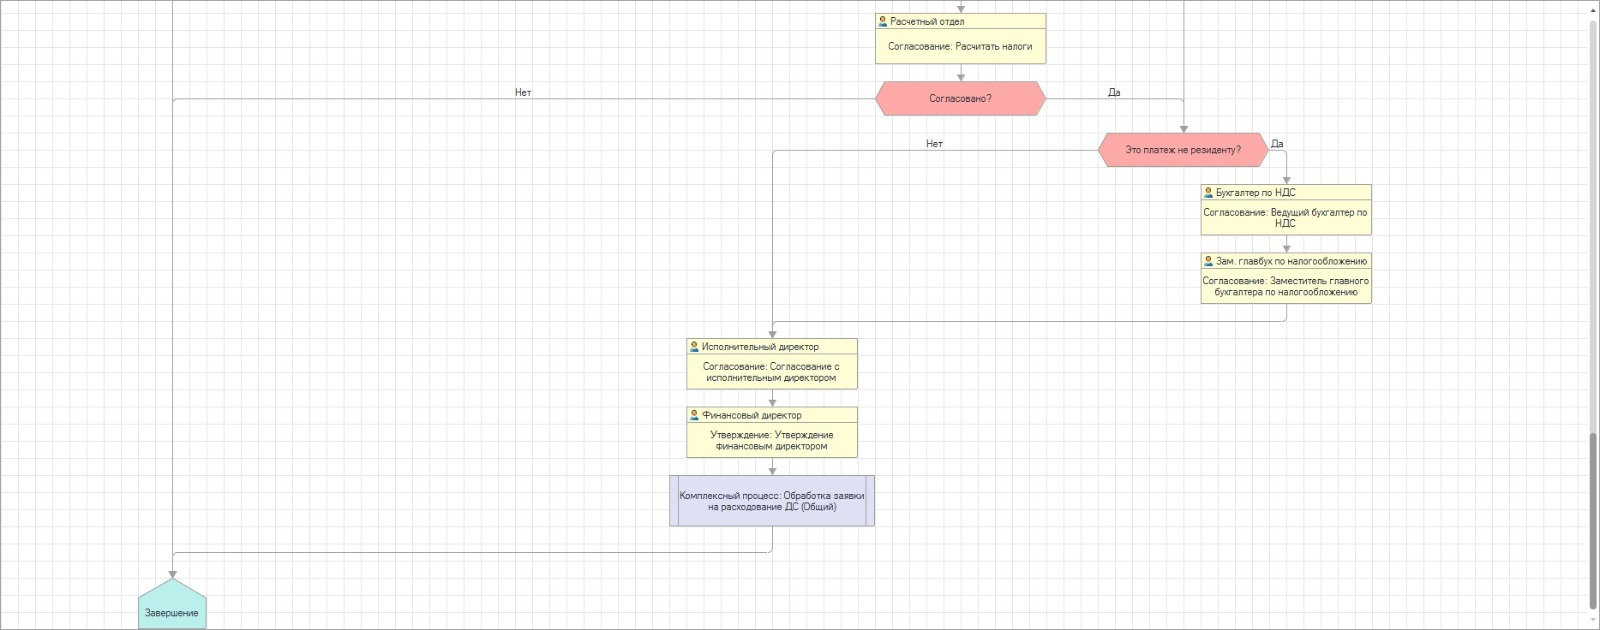 Расчетный отдел
Согласование: Расчитать налоги
Нет
Согласовано?
Да
Нет
Это платеж не резиденту?
Да
Бухгалтер по НДС
Согласование: Ведущий бухгалтер по
НДС
Зам. главбух по налогообложению
Согласование: Заместитель главного
бухгалтера по налогообложению
Исполнительный директор
Согласование: Согласование с
исполнительным директором
Финансовый директор
Утверждение: Утверждение
финансовым директором
Комплексный процесс: Обработка заявки
на расходование ДС (Общий)
Завершение